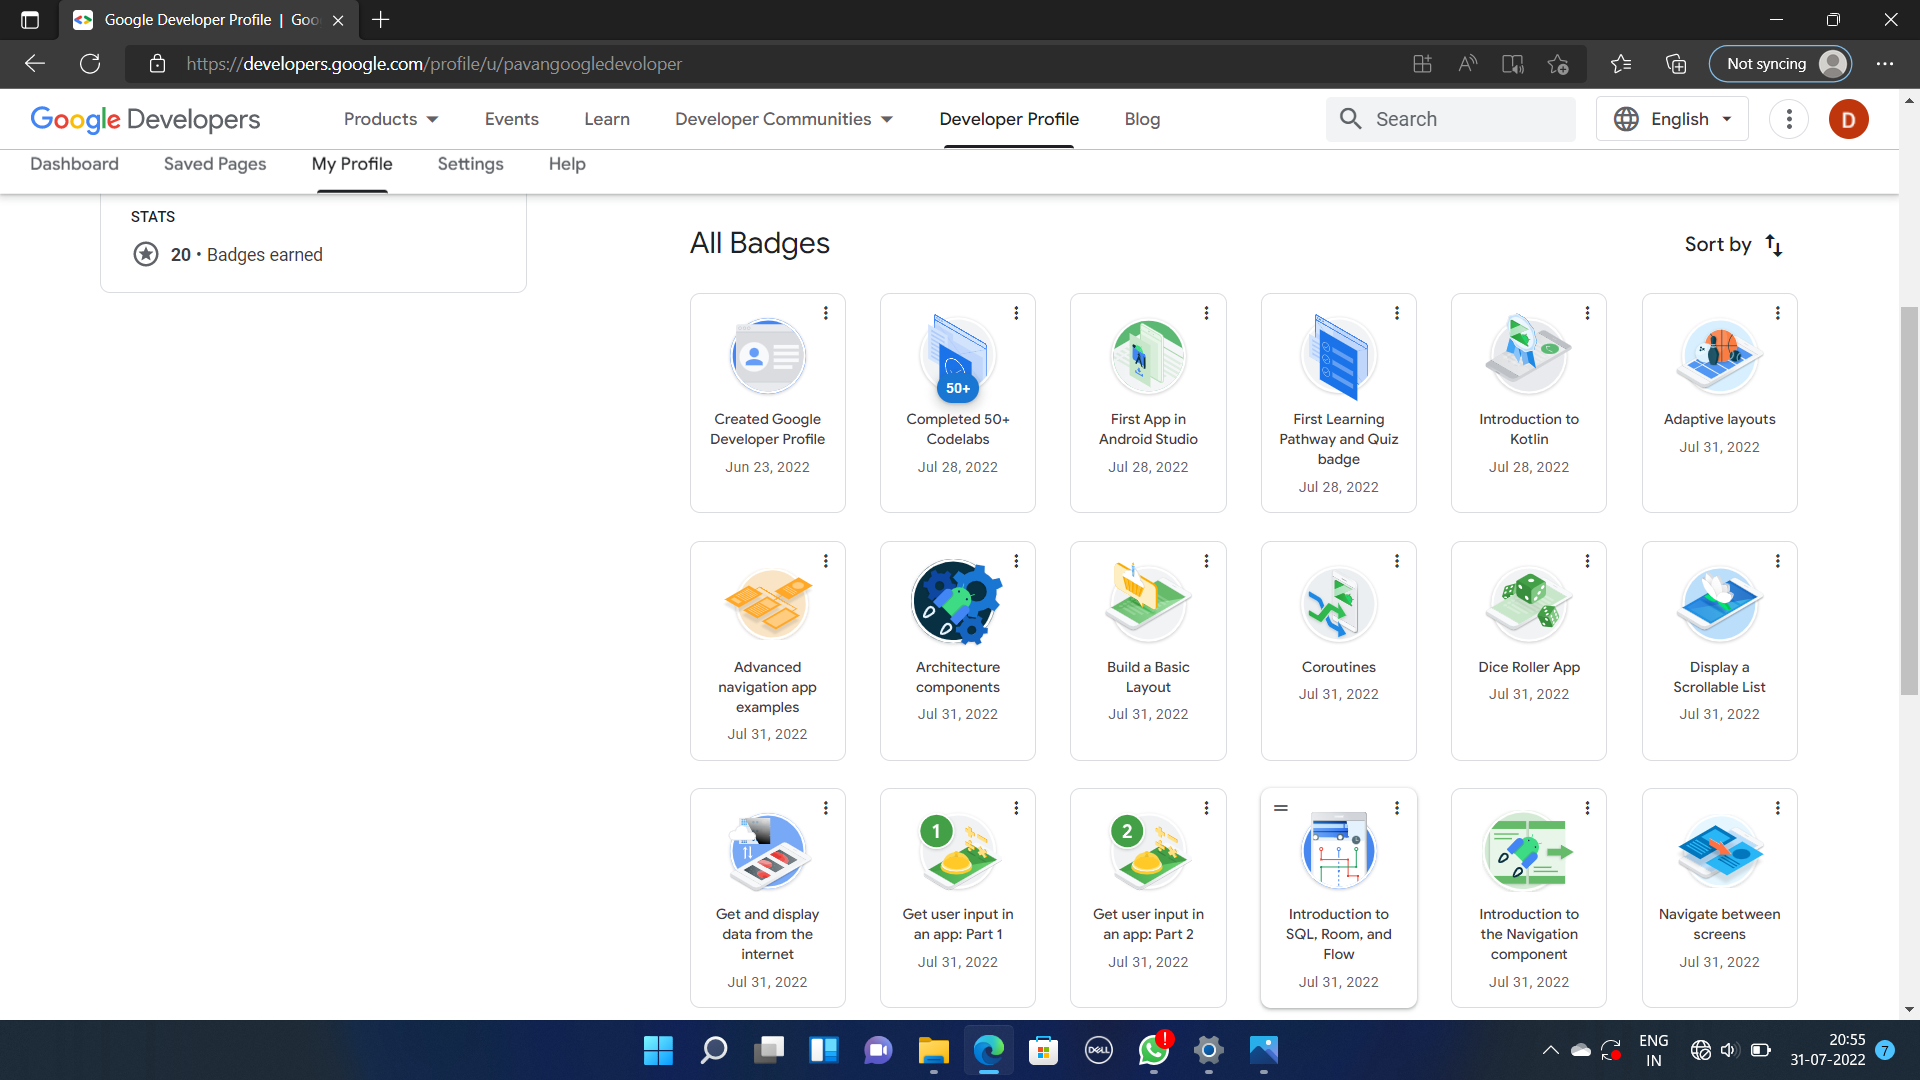 Google Developer Profile | Goo
https://developers.google.com/profile/u/pavangoogledevoloper
Not syncing
Google Developers
Products
Events
Learn
Developer Communities
Developer Profile
Blog
Search
English
D
Dashboard
Saved Pages
My Profile
Settings
Help
STATS
20 • Badges earned
All Badges
Sort by
50+
Created Google
Developer Profile
Jun 23, 2022
Completed 50+
Codelabs
Jul 28, 2022
First App in
Android Studio
Jul 28, 2022
First Learning
Pathway and Quiz
badge
Jul 28, 2022
Introduction to
Kotlin
Jul 28, 2022
Adaptive layouts
Jul 31, 2022
Advanced
navigation app
examples
Jul 31, 2022
Architecture
components
Jul 31, 2022
Build a Basic
Layout
Jul 31, 2022
Coroutines
Jul 31, 2022
Dice Roller App
Jul 31, 2022
Display a
Scrollable List
Jul 31, 2022
Get and display
data from the
internet
Jul 31, 2022
1
Get user input in
an app: Part 1
Jul 31, 2022
2
Get user input in
an app: Part 2
Jul 31, 2022
Introduction to
SQL, Room, and
Flow
Jul 31, 2022
Introduction to
the Navigation
component
Jul 31, 2022
Navigate between
screens
Jul 31, 2022
DELL
!
ENG
IN
20:55
31-07-2022
7